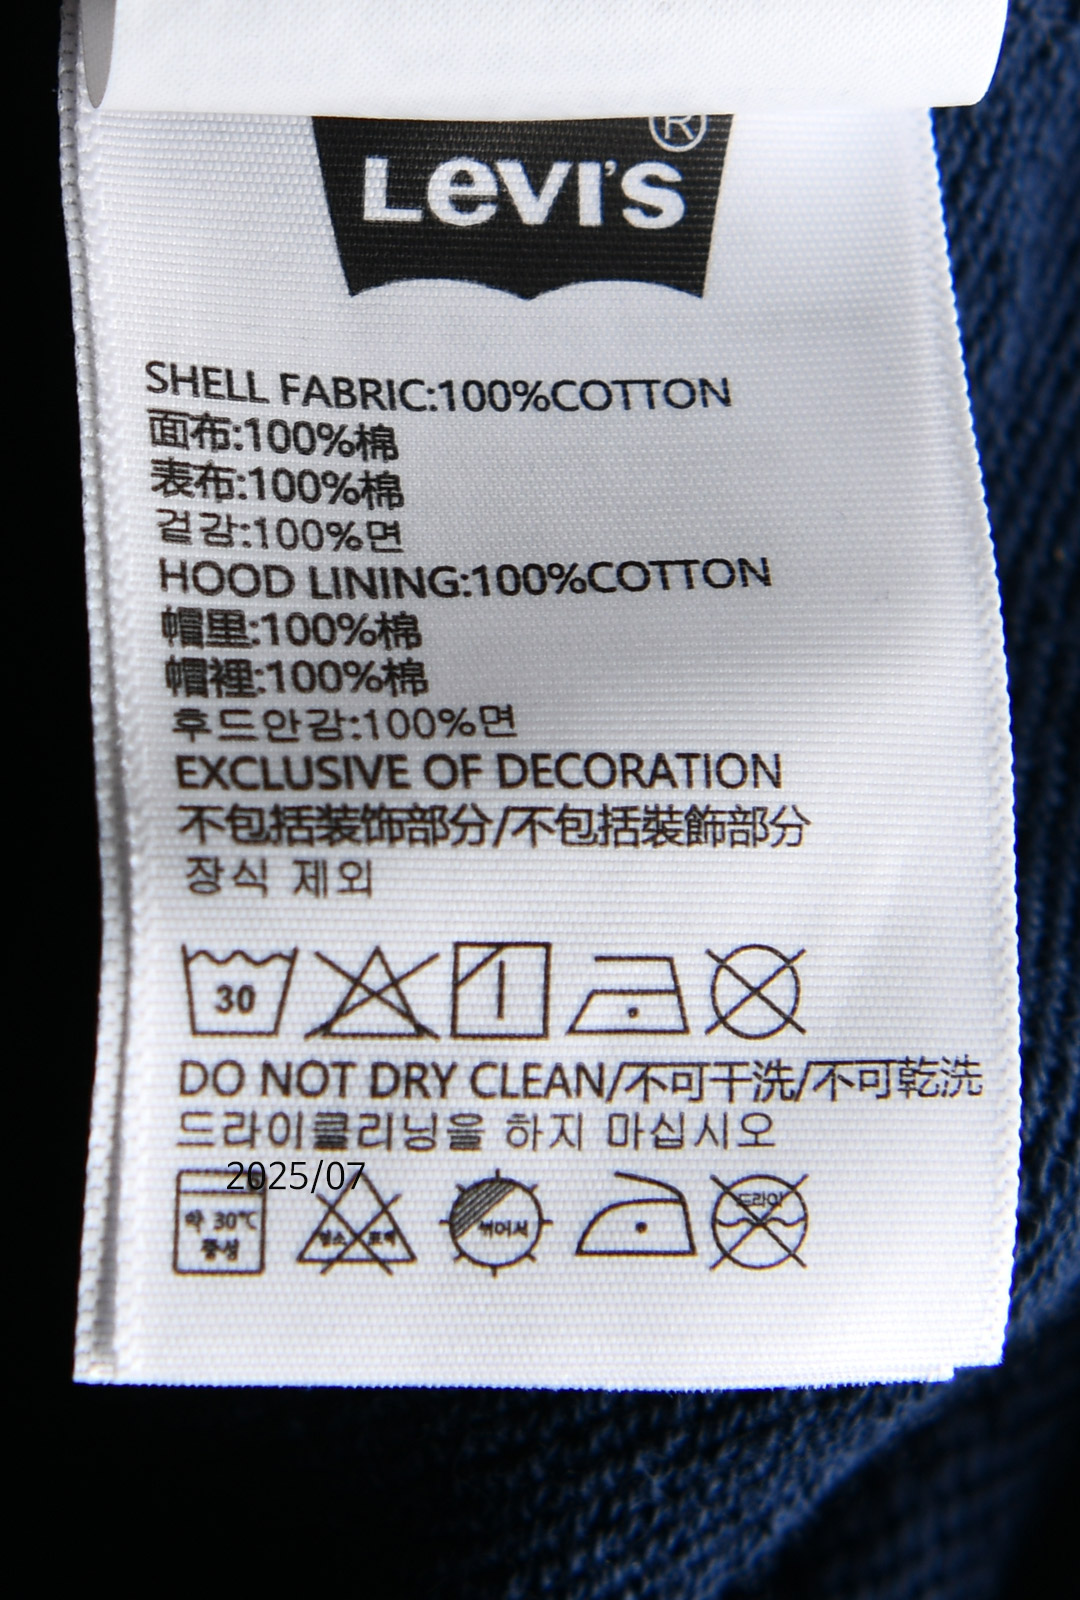 LEVI'S®
SHELL FABRIC:100%COTTON
面布:100%棉
表布:100%棉
겉감:100%면
HOOD LINING:100%COTTON
帽里:100%棉
帽裡:100%棉
후드안감:100%면
EXCLUSIVE OF DECORATION
不包括装饰部分/不包括裝飾部分
장식 제외
30
DO NOT DRY CLEAN/不可干洗/不可乾洗
드라이클리닝을 하지 마십시오
2025/07
약 30℃
중성
염소 표백
뉘어서
드라이